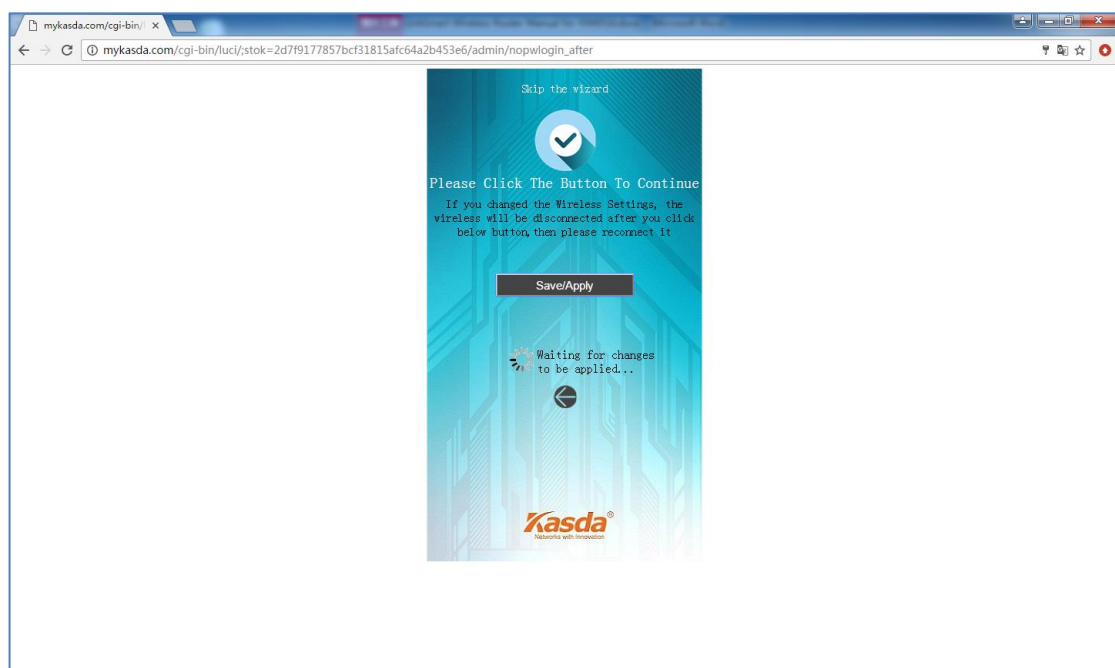 mykasda.com/cgi-bin/l
mykasda.com/cgi-bin/luci/;stok=2d7f9177857bcf31815afc64a2b453e6/admin/nopwlogin_after
Skip the wizard
Please Click The Button To Continue
If you changed the Wireless Settings, the
wireless will be disconnected after you click
below button, then please reconnect it
Save/Apply
Waiting for changes
to be applied...
Kasda®
Networks with Innovation